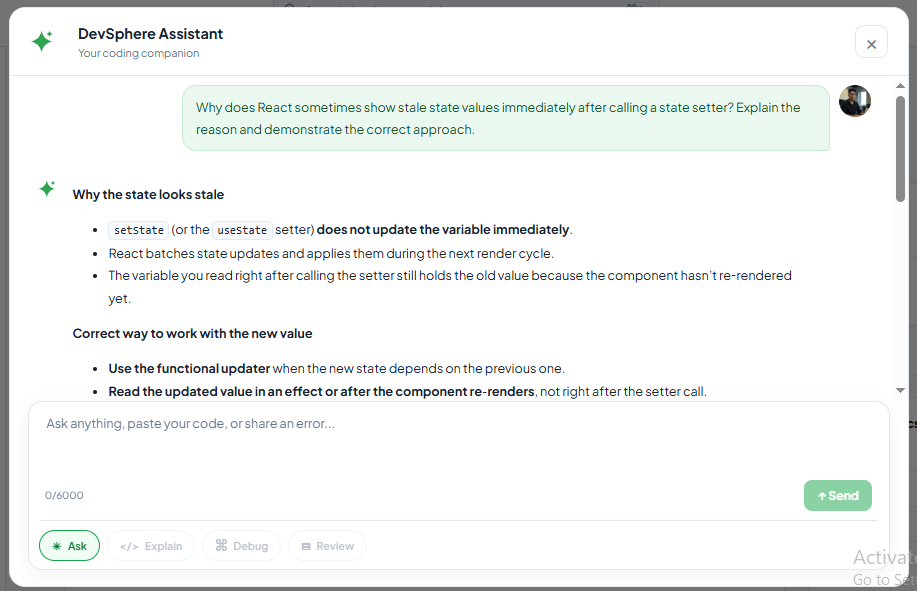 DevSphere Assistant
Your coding companion
Why does React sometimes show stale state values immediately after calling a state setter? Explain the
reason and demonstrate the correct approach.
Why the state looks stale
setState (or the useState setter) does not update the variable immediately.
React batches state updates and applies them during the next render cycle.
The variable you read right after calling the setter still holds the old value because the component hasn't re-rendered
yet.
Correct way to work with the new value
Use the functional updater when the new state depends on the previous one.
Read the updated value in an effect or after the component re-renders, not right after the setter call.
Ask anything, paste your code, or share an error...
0/6000
Send
Ask
Explain
Debug
Review
Activat
Go to Set